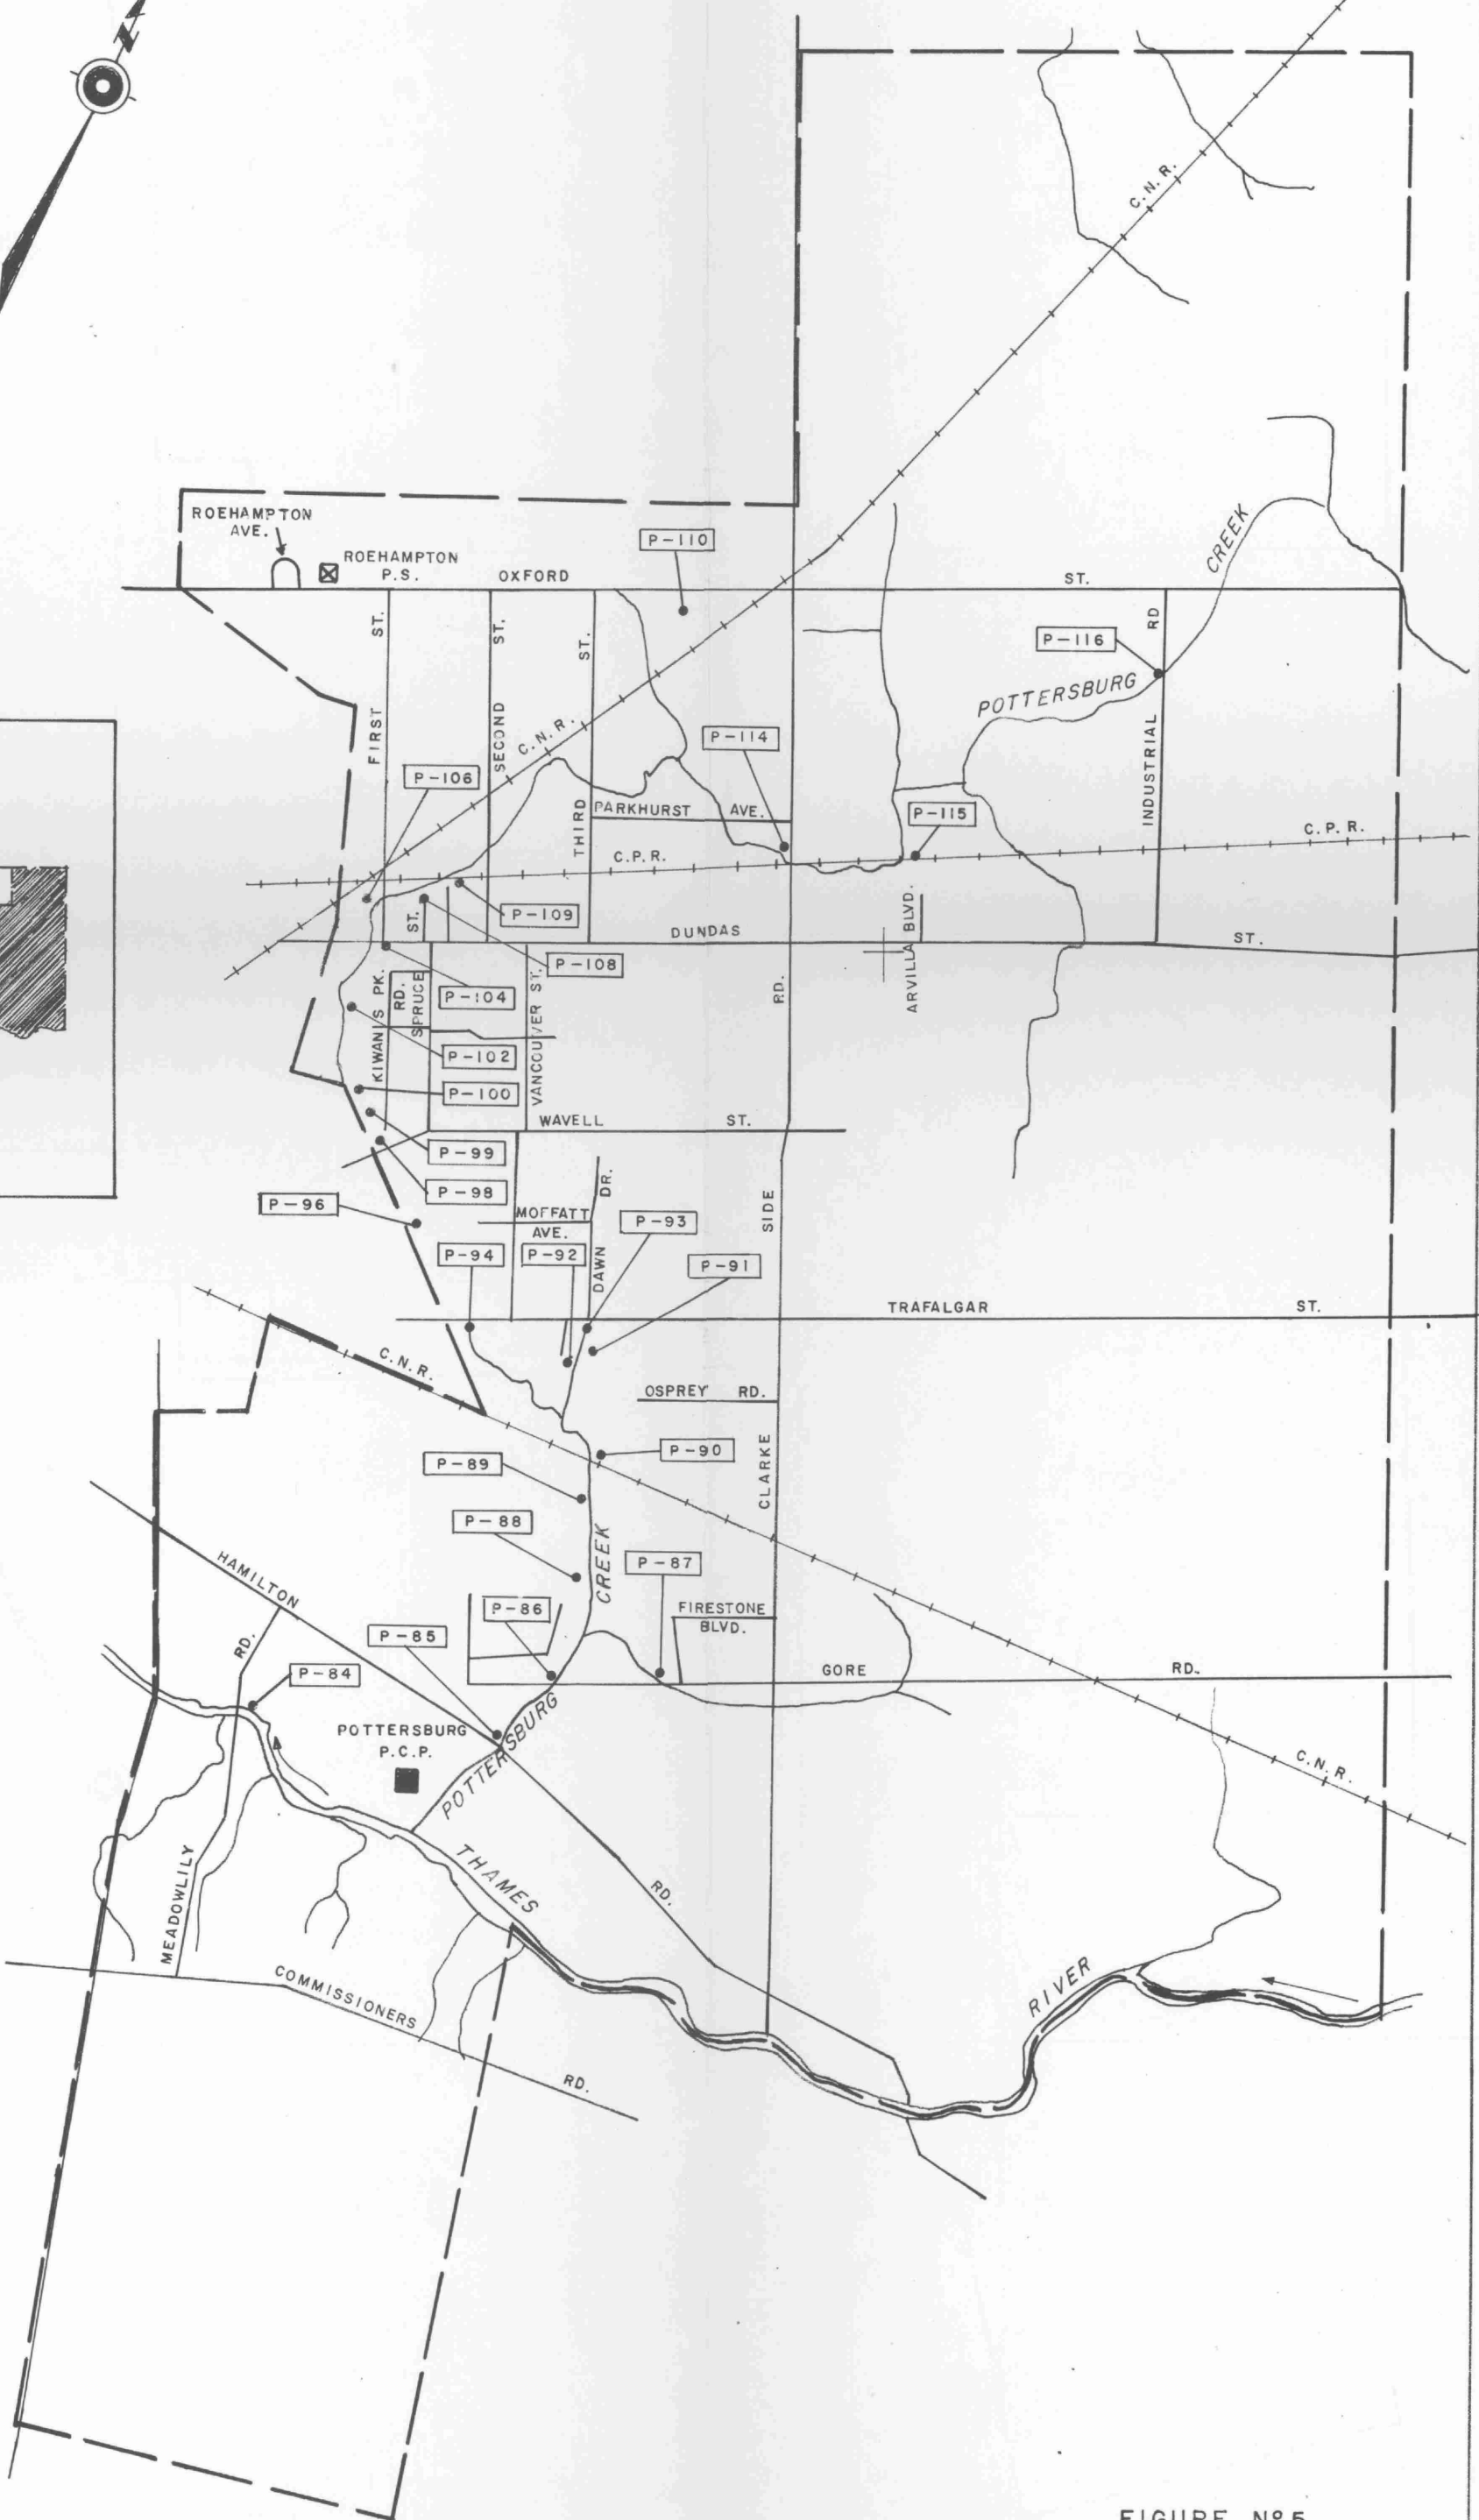 N
C.N.R.
ROEHAMPTON
AVE.
ROEHAMPTON
P.S.
OXFORD
ST.
P-110
CREEK
FIRST
ST.
SECOND
ST.
THIRD
ST.
C.N.R.
P-116
RD
INDUSTRIAL
POTTERSBURG
P-114
P-106
PARKHURST AVE.
P-115
C.P.R.
C.P.R.
P-109
ST.
DUNDAS
ST.
ARVILLA BLVD.
P-108
KIWANIS PK.
RD.
SPRUCE
P-104
VANCOUVER ST.
RD.
P-102
P-100
WAVELL
ST.
P-99
P-98
P-96
MOFFATT
AVE.
DR.
DAWN
P-93
SIDE
P-94
P-92
P-91
TRAFALGAR
ST.
C.N.R.
OSPREY RD.
P-90
P-89
CLARKE
P-88
CREEK
P-87
HAMILTON
P-86
FIRESTONE
BLVD.
P-85
RD.
P-84
GORE
RD.
POTTERSBURG
P.C.P.
POTTERSBURG
C.N.R.
THAMES
MEADOWLILY
RD.
RIVER
COMMISSIONERS
RD.
FIGURE Nº 5